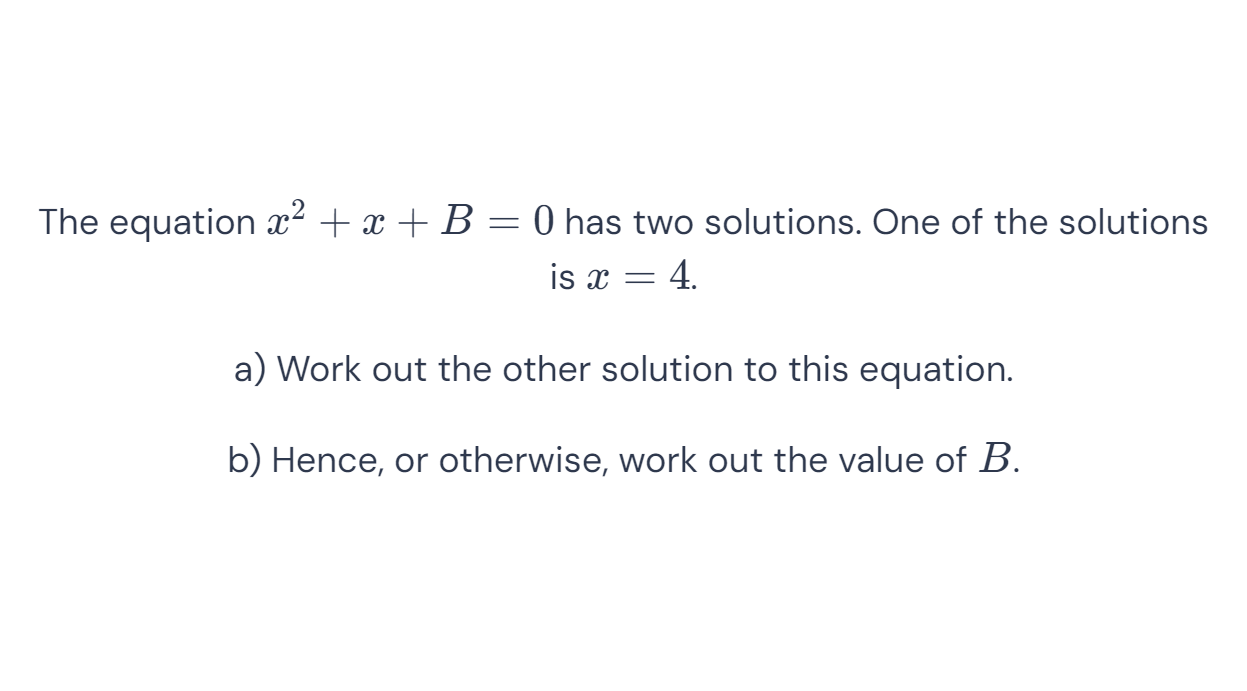 The equation x² + x + B = 0 has two solutions. One of the solutions
is x = 4.
a) Work out the other solution to this equation.
b) Hence, or otherwise, work out the value of B.